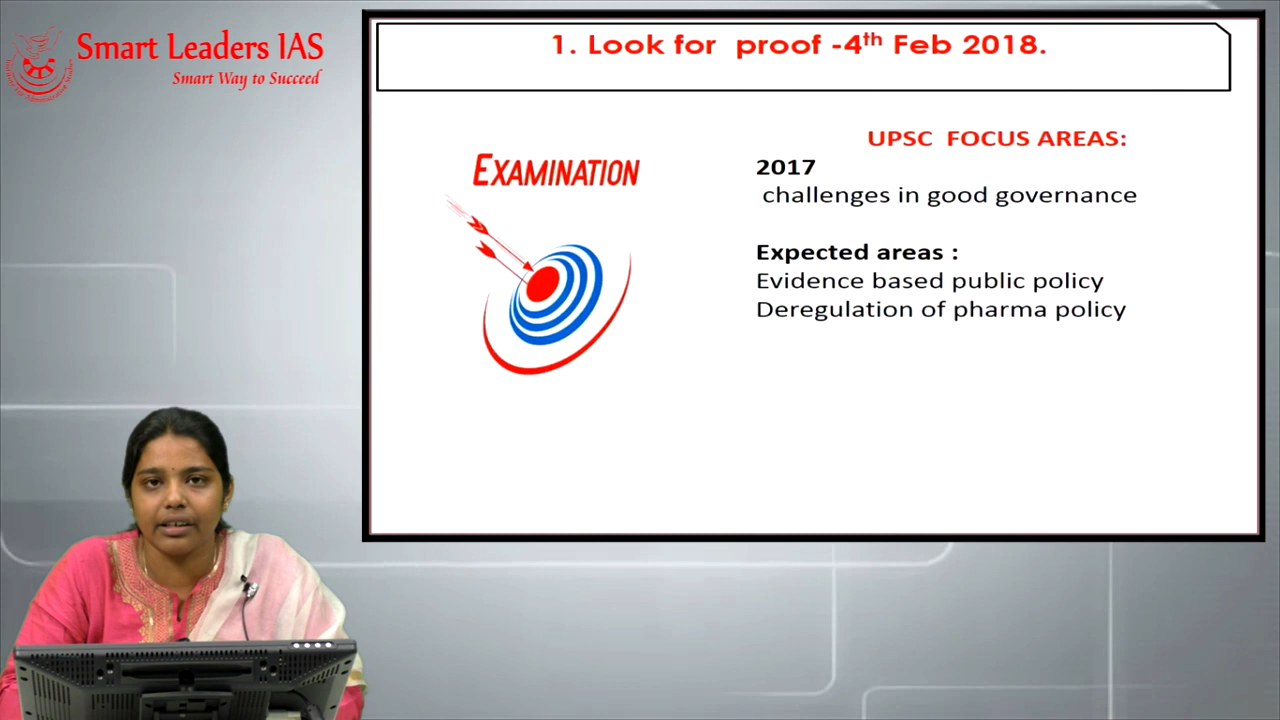 Smart Leaders IAS
Smart Way to Succeed
1. Look for proof -4th Feb 2018.
EXAMINATION
UPSC FOCUS AREAS:
2017
challenges in good governance
Expected areas :
Evidence based public policy
Deregulation of pharma policy